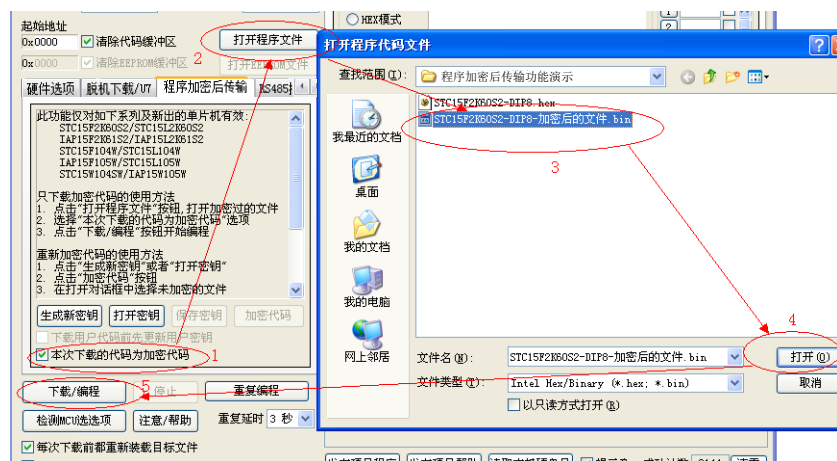 起始地址
0x0000 清除代码缓冲区 2 打开程序文件
0x0000 清除EEPROM缓冲区 打开EEPROM文件
硬件选项 脱机下载/U7 程序加密后传输 RS485
此功能仅对如下系列及新出的单片机有效:
STC15F2K60S2/STC15L2K60S2
IAP15F2K61S2/IAP15L2K61S2
STC15F104W/STC15L104W
IAP15F105W/STC15L105W
STC15W104SW/IAP15W105W
只下载加密代码的使用方法
1. 点击"打开程序文件"按钮,打开加密过的文件
2. 选择"本次下载的代码为加密代码"选项
3. 点击"下载/编程"按钮开始编程
重新加密代码的使用方法
1. 点击"生成新密钥"或者"打开密钥"
2. 点击"加密代码"按钮
3. 在打开对话框中选择未加密的文件
生成新密钥 打开密钥 保存密钥 加密代码
下载用户代码前先更新用户密钥
本次下载的代码为加密代码 1
下载/编程 5 停止 重复编程
检测MCU选项 注意/帮助 重复延时 3 秒
每次下载前都重新装载目标文件
HEX模式
1
2
打开程序代码文件
查找范围(I): 程序加密后传输功能演示
STC15F2K60S2-DIP8.hex
STC15F2K60S2-DIP8-加密后的文件.bin
3
我最近的文档
桌面
我的文档
我的电脑
网上邻居
4
文件名(N): STC15F2K60S2-DIP8-加密后的文件.bin 打开(O)
文件类型(T): Intel Hex/Binary (*.hex; *.bin) 取消
以只读方式打开(R)